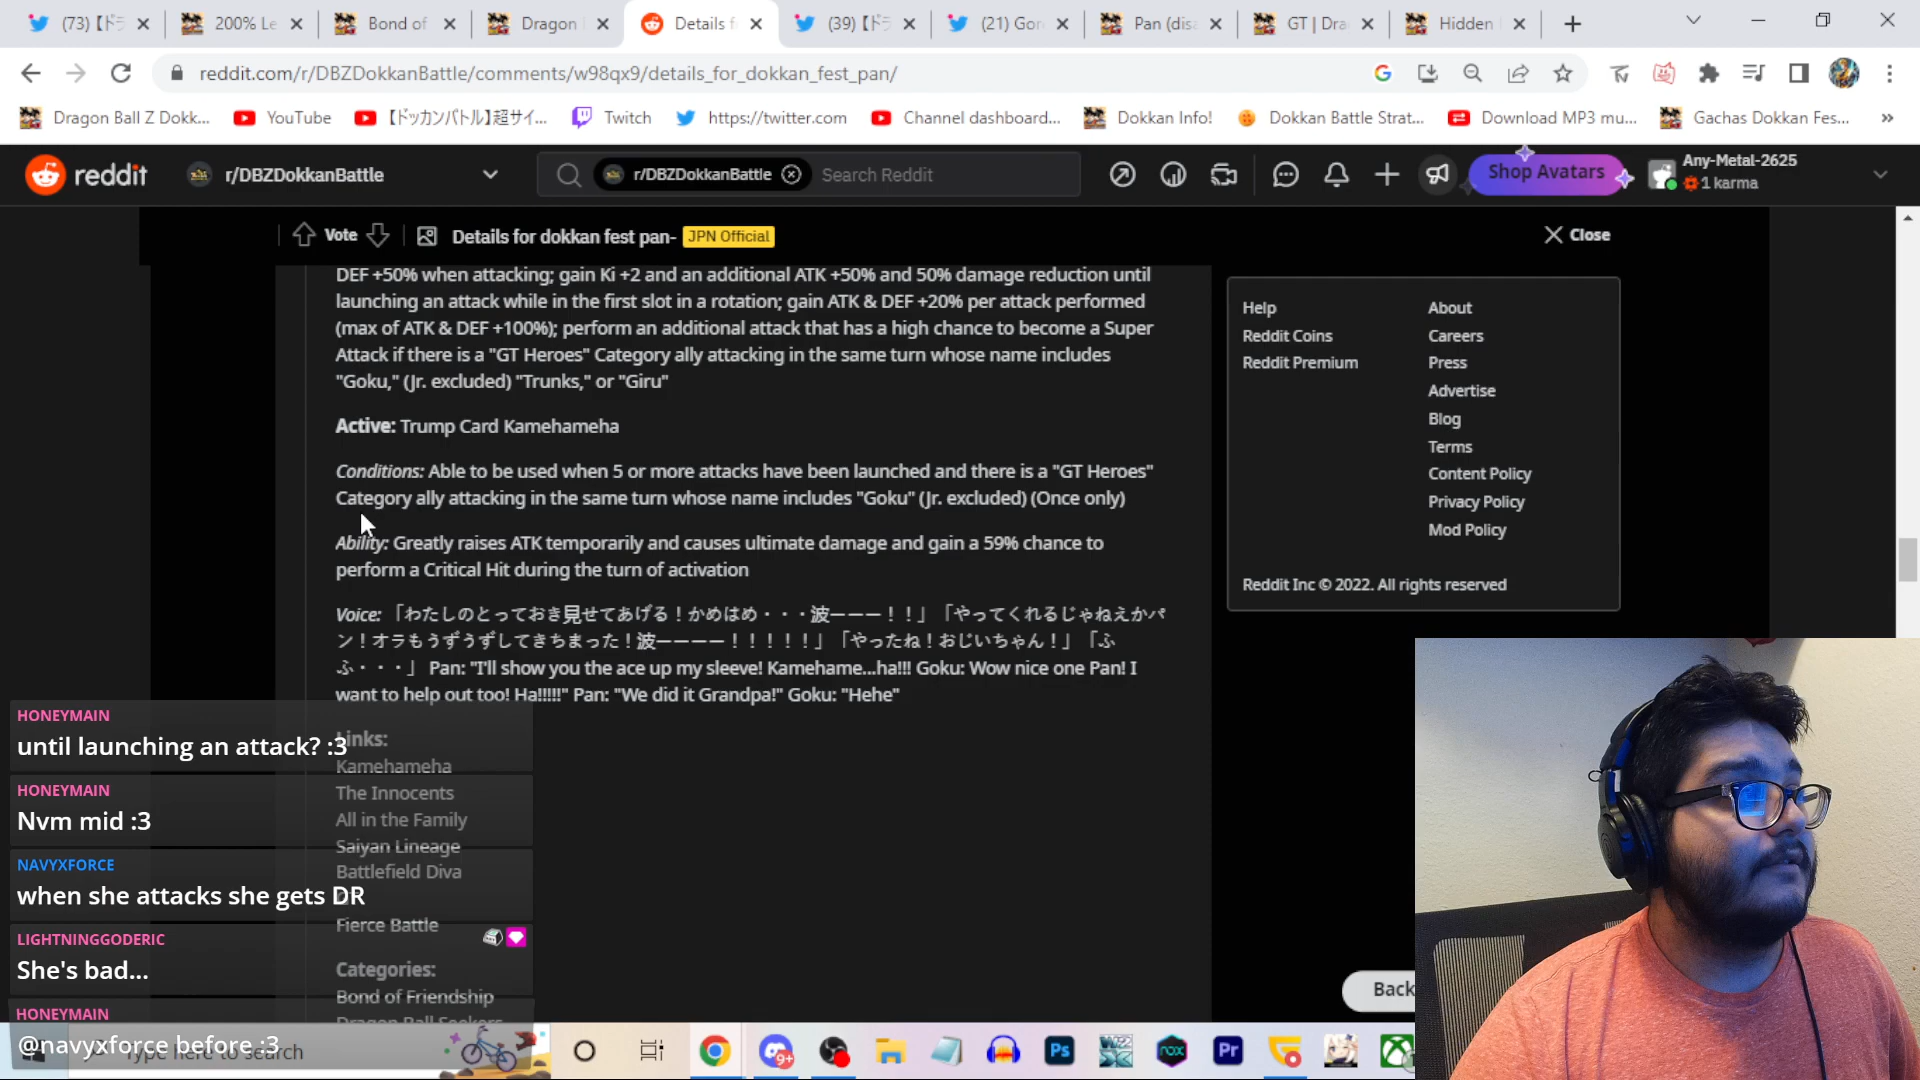 (73)【ドラ
200% Le
Bond of
Dragon
Details f
(39)【ドラ
(21) Gor
Pan (disa
GT | Dra
Hidden
reddit.com/r/DBZDokkanBattle/comments/w98qx9/details_for_dokkan_fest_pan/
Dragon Ball Z Dokk...
YouTube
【ドッカンバトル】超サイ...
Twitch
https://twitter.com
Channel dashboard...
Dokkan Info!
Dokkan Battle Strat...
Download MP3 mu...
Gachas Dokkan Fes...
reddit
r/DBZDokkanBattle
r/DBZDokkanBattle
Search Reddit
Shop Avatars
Any-Metal-2625
1 karma
Vote
Details for dokkan fest pan-
JPN Official
Close
DEF +50% when attacking; gain Ki +2 and an additional ATK +50% and 50% damage reduction until
launching an attack while in the first slot in a rotation; gain ATK & DEF +20% per attack performed
(max of ATK & DEF +100%); perform an additional attack that has a high chance to become a Super
Attack if there is a "GT Heroes" Category ally attacking in the same turn whose name includes
"Goku," (Jr. excluded) "Trunks," or "Giru"
Active: Trump Card Kamehameha
Conditions: Able to be used when 5 or more attacks have been launched and there is a "GT Heroes"
Category ally attacking in the same turn whose name includes "Goku" (Jr. excluded) (Once only)
Ability: Greatly raises ATK temporarily and causes ultimate damage and gain a 59% chance to
perform a Critical Hit during the turn of activation
Voice: 「わたしのとっておき見せてあげる！かめはめ・・・波ーーー！！」「やってくれるじゃねえかパ
ン！オラもうずうずしてきちまった！波ーーーー！！！！！」「やったね！おじいちゃん！」「ふ
ふ・・・」 Pan: "I'll show you the ace up my sleeve! Kamehame...ha!!! Goku: Wow nice one Pan! I
want to help out too! Ha!!!!!" Pan: "We did it Grandpa!" Goku: "Hehe"
Links:
Kamehameha
The Innocents
All in the Family
Saiyan Lineage
Battlefield Diva
Fierce Battle
Categories:
Bond of Friendship
Dragon Ball Seekers
Help
Reddit Coins
Reddit Premium
About
Careers
Press
Advertise
Blog
Terms
Content Policy
Privacy Policy
Mod Policy
Reddit Inc © 2022. All rights reserved
Back
HONEYMAIN
until launching an attack? :3
HONEYMAIN
Nvm mid :3
NAVYXFORCE
when she attacks she gets DR
LIGHTNINGGODERIC
She's bad...
HONEYMAIN
@navyxforce before :3
Type here to search
9+
Ps
nox
Pr